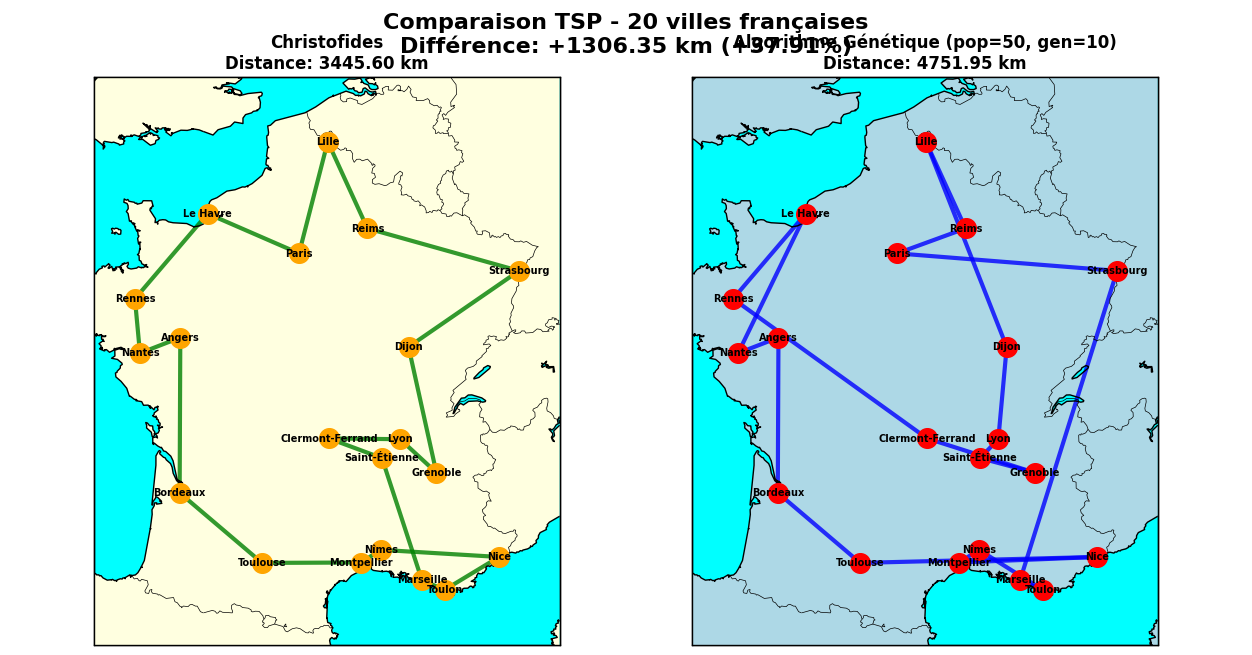 Comparaison TSP - 20 villes françaises
Différence: +1306.35 km (+37.91%)
Christofides
Distance: 3445.60 km
Lille
Le Havre
Reims
Paris
Strasbourg
Rennes
Angers
Dijon
Nantes
Clermont-Ferrand
Lyon
Saint-Étienne
Grenoble
Bordeaux
Nimes
Nice
Toulouse
Montpellier
Marseille
Toulon
Algorithme Génétique (pop=50, gen=10)
Distance: 4751.95 km
Lille
Le Havre
Reims
Paris
Strasbourg
Rennes
Angers
Dijon
Nantes
Clermont-Ferrand
Lyon
Saint-Étienne
Grenoble
Bordeaux
Nimes
Nice
Toulouse
Montpellier
Marseille
Toulon